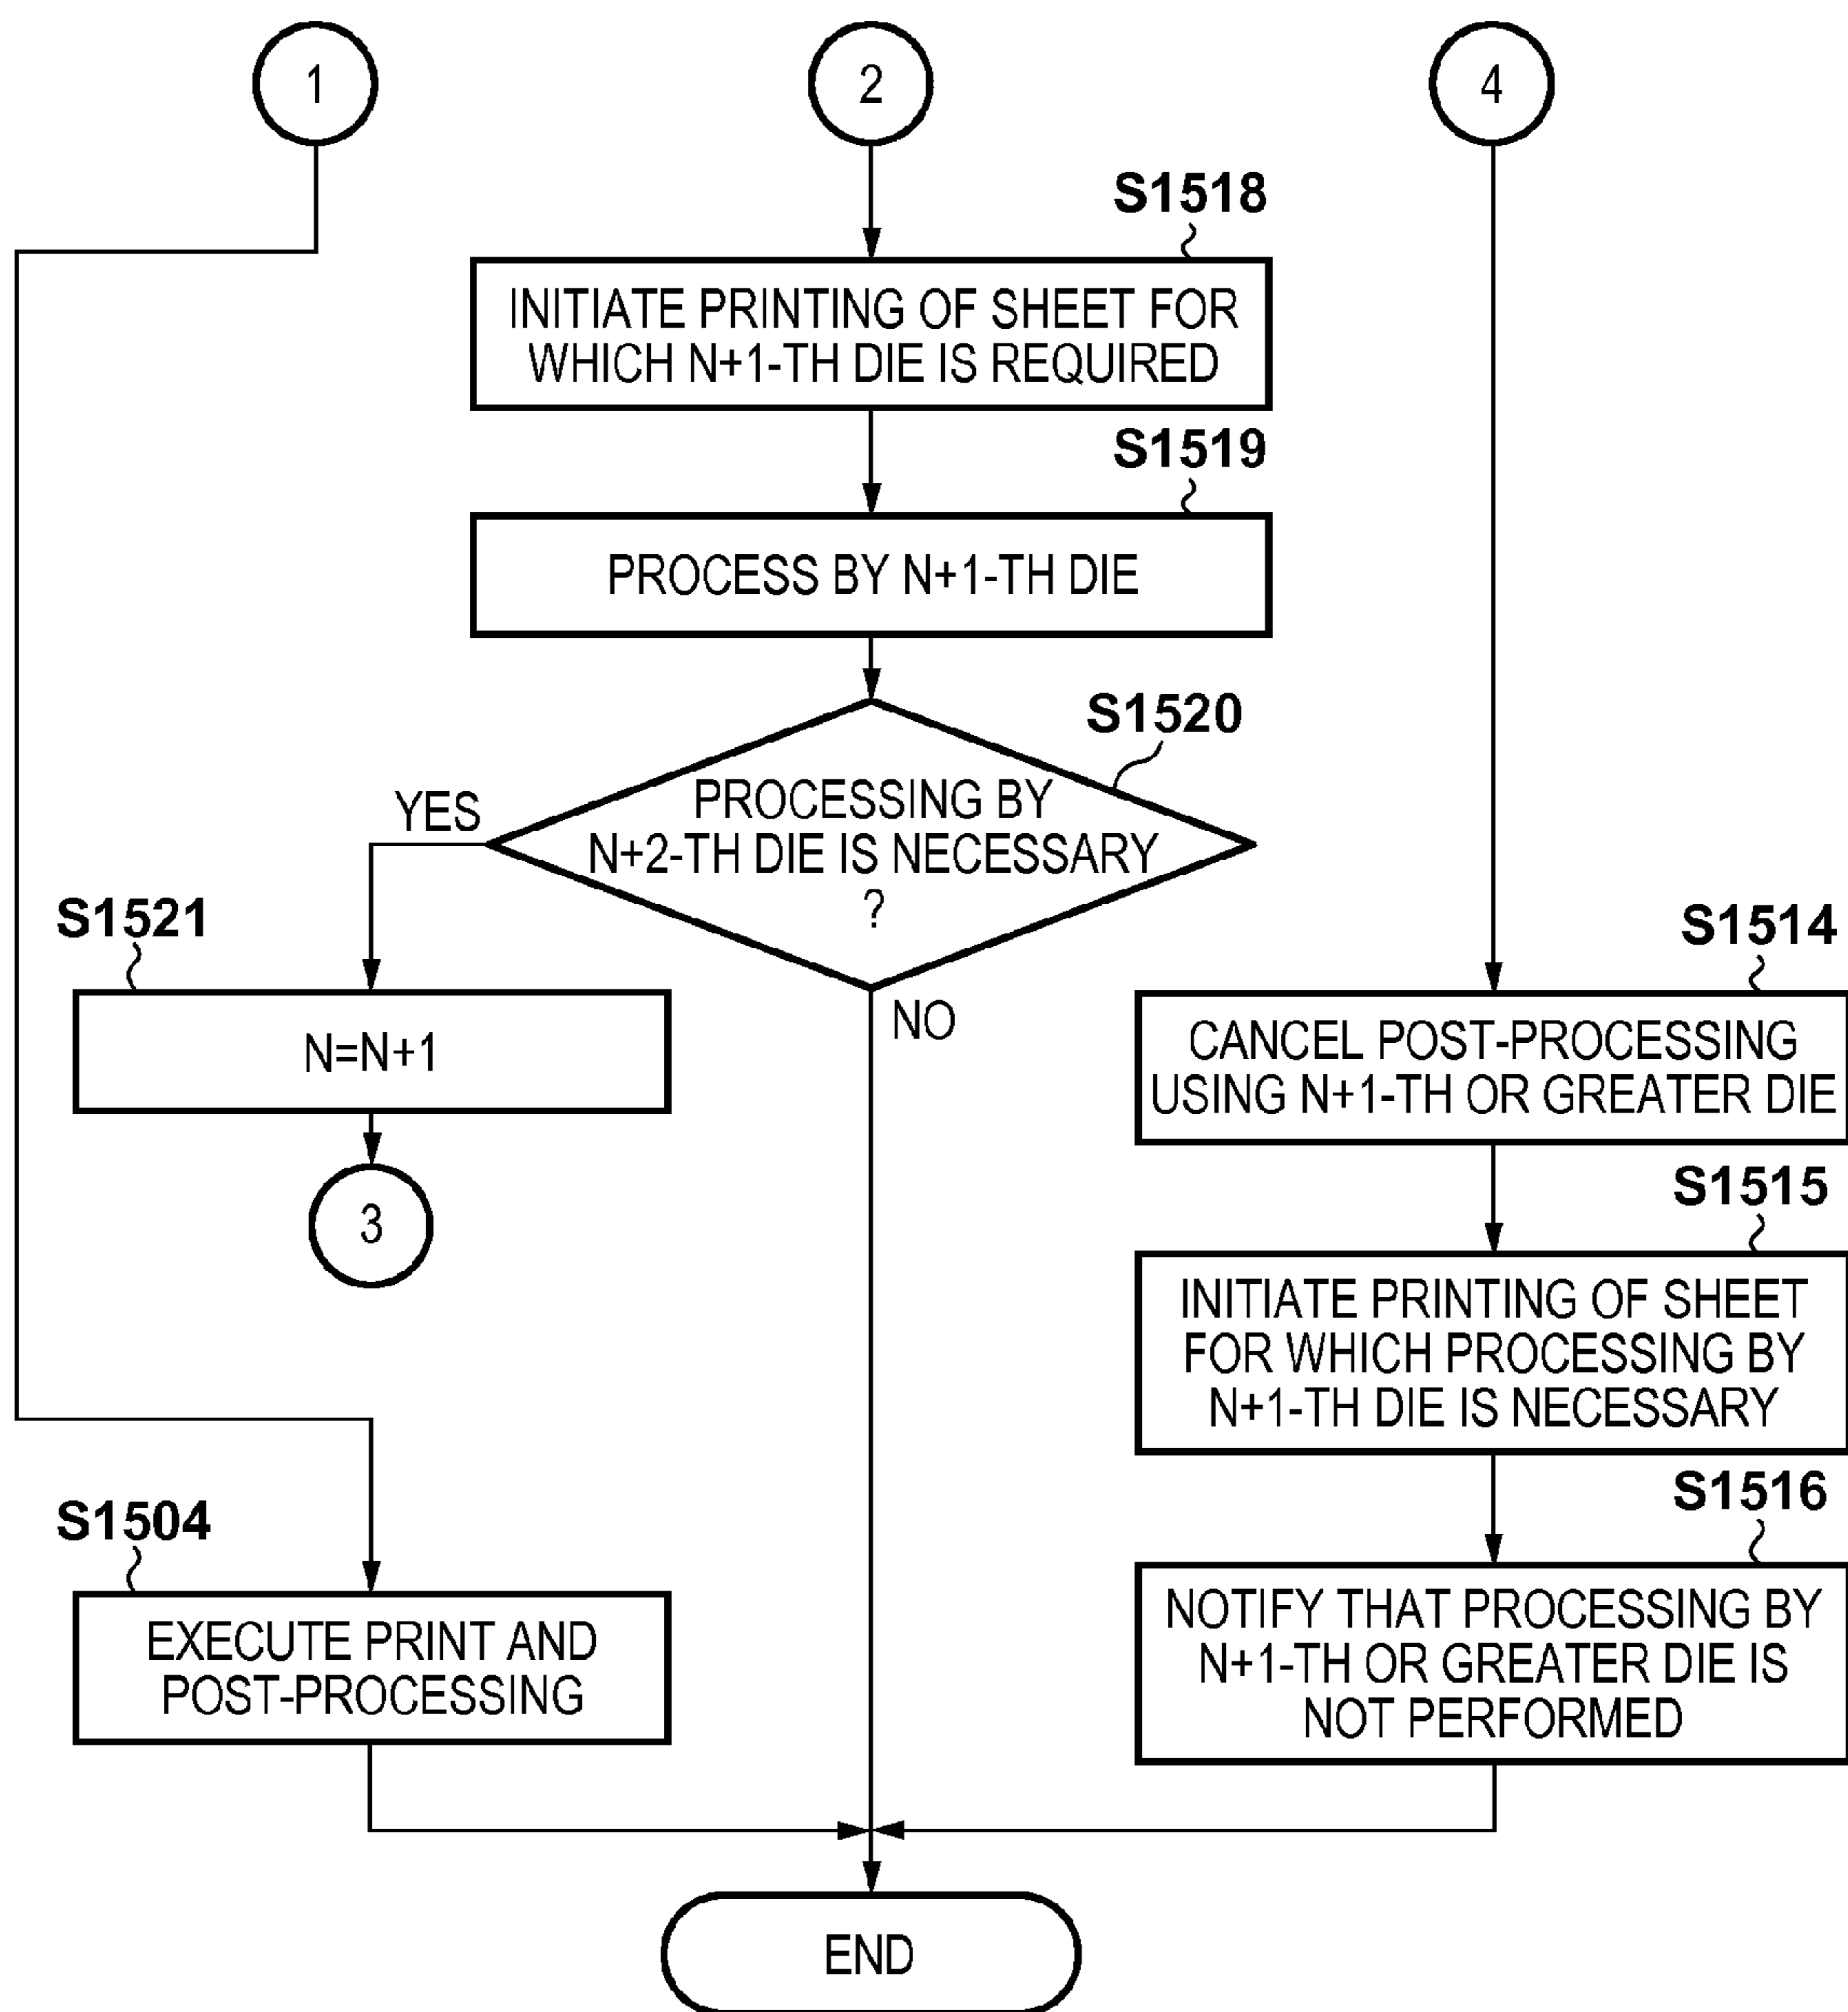 1
2
4
S1518
INITIATE PRINTING OF SHEET FOR
WHICH N+1-TH DIE IS REQUIRED
S1519
PROCESS BY N+1-TH DIE
S1520
PROCESSING BY
N+2-TH DIE IS NECESSARY
?
YES
NO
S1521
N=N+1
3
S1504
EXECUTE PRINT AND
POST-PROCESSING
S1514
CANCEL POST-PROCESSING
USING N+1-TH OR GREATER DIE
S1515
INITIATE PRINTING OF SHEET
FOR WHICH PROCESSING BY
N+1-TH DIE IS NECESSARY
S1516
NOTIFY THAT PROCESSING BY
N+1-TH OR GREATER DIE IS
NOT PERFORMED
END